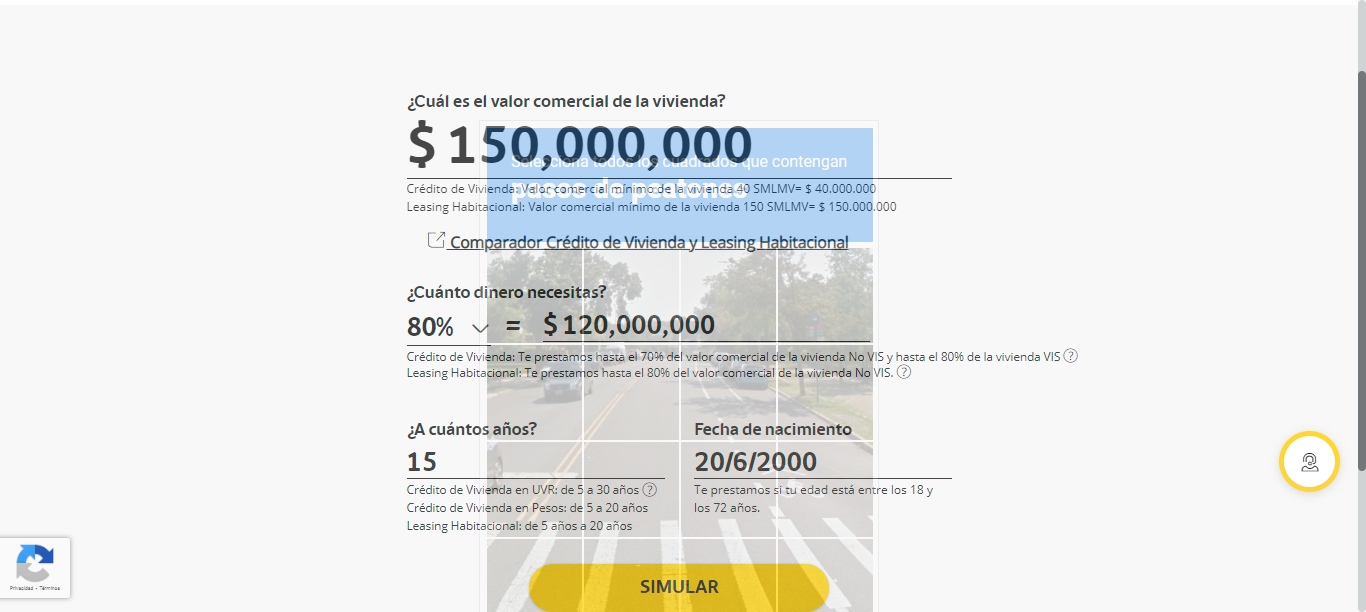 ¿Cuál es el valor comercial de la vivienda?
$ 150,000,000
Selecciona todos los cuadrados que contengan
pasos de peatones
Crédito de Vivienda: Valor comercial mínimo de la vivienda 40 SMLMV= $ 40.000.000
Leasing Habitacional: Valor comercial mínimo de la vivienda 150 SMLMV= $ 150.000.000
Comparador Crédito de Vivienda y Leasing Habitacional
¿Cuánto dinero necesitas?
80% = $ 120,000,000
Crédito de Vivienda: Te prestamos hasta el 70% del valor comercial de la vivienda No VIS y hasta el 80% de la vivienda VIS ?
Leasing Habitacional: Te prestamos hasta el 80% del valor comercial de la vivienda No VIS. ?
¿A cuántos años?
15
Crédito de Vivienda en UVR: de 5 a 30 años ?
Crédito de Vivienda en Pesos: de 5 a 20 años
Leasing Habitacional: de 5 años a 20 años
Fecha de nacimiento
20/6/2000
Te prestamos si tu edad está entre los 18 y
los 72 años.
SIMULAR
Privacidad - Términos